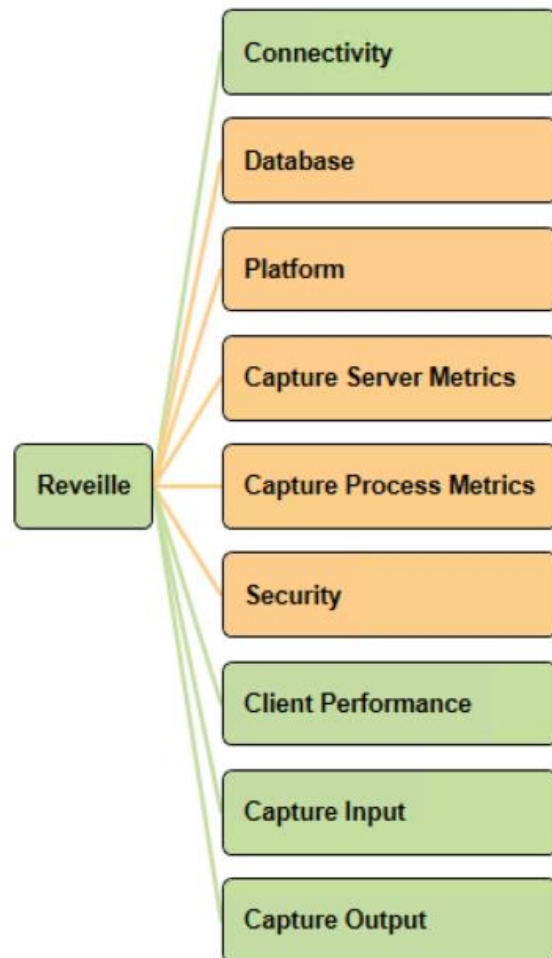 Connectivity
Database
Platform
Capture Server Metrics
Reveille
Capture Process Metrics
Security
Client Performance
Capture Input
Capture Output